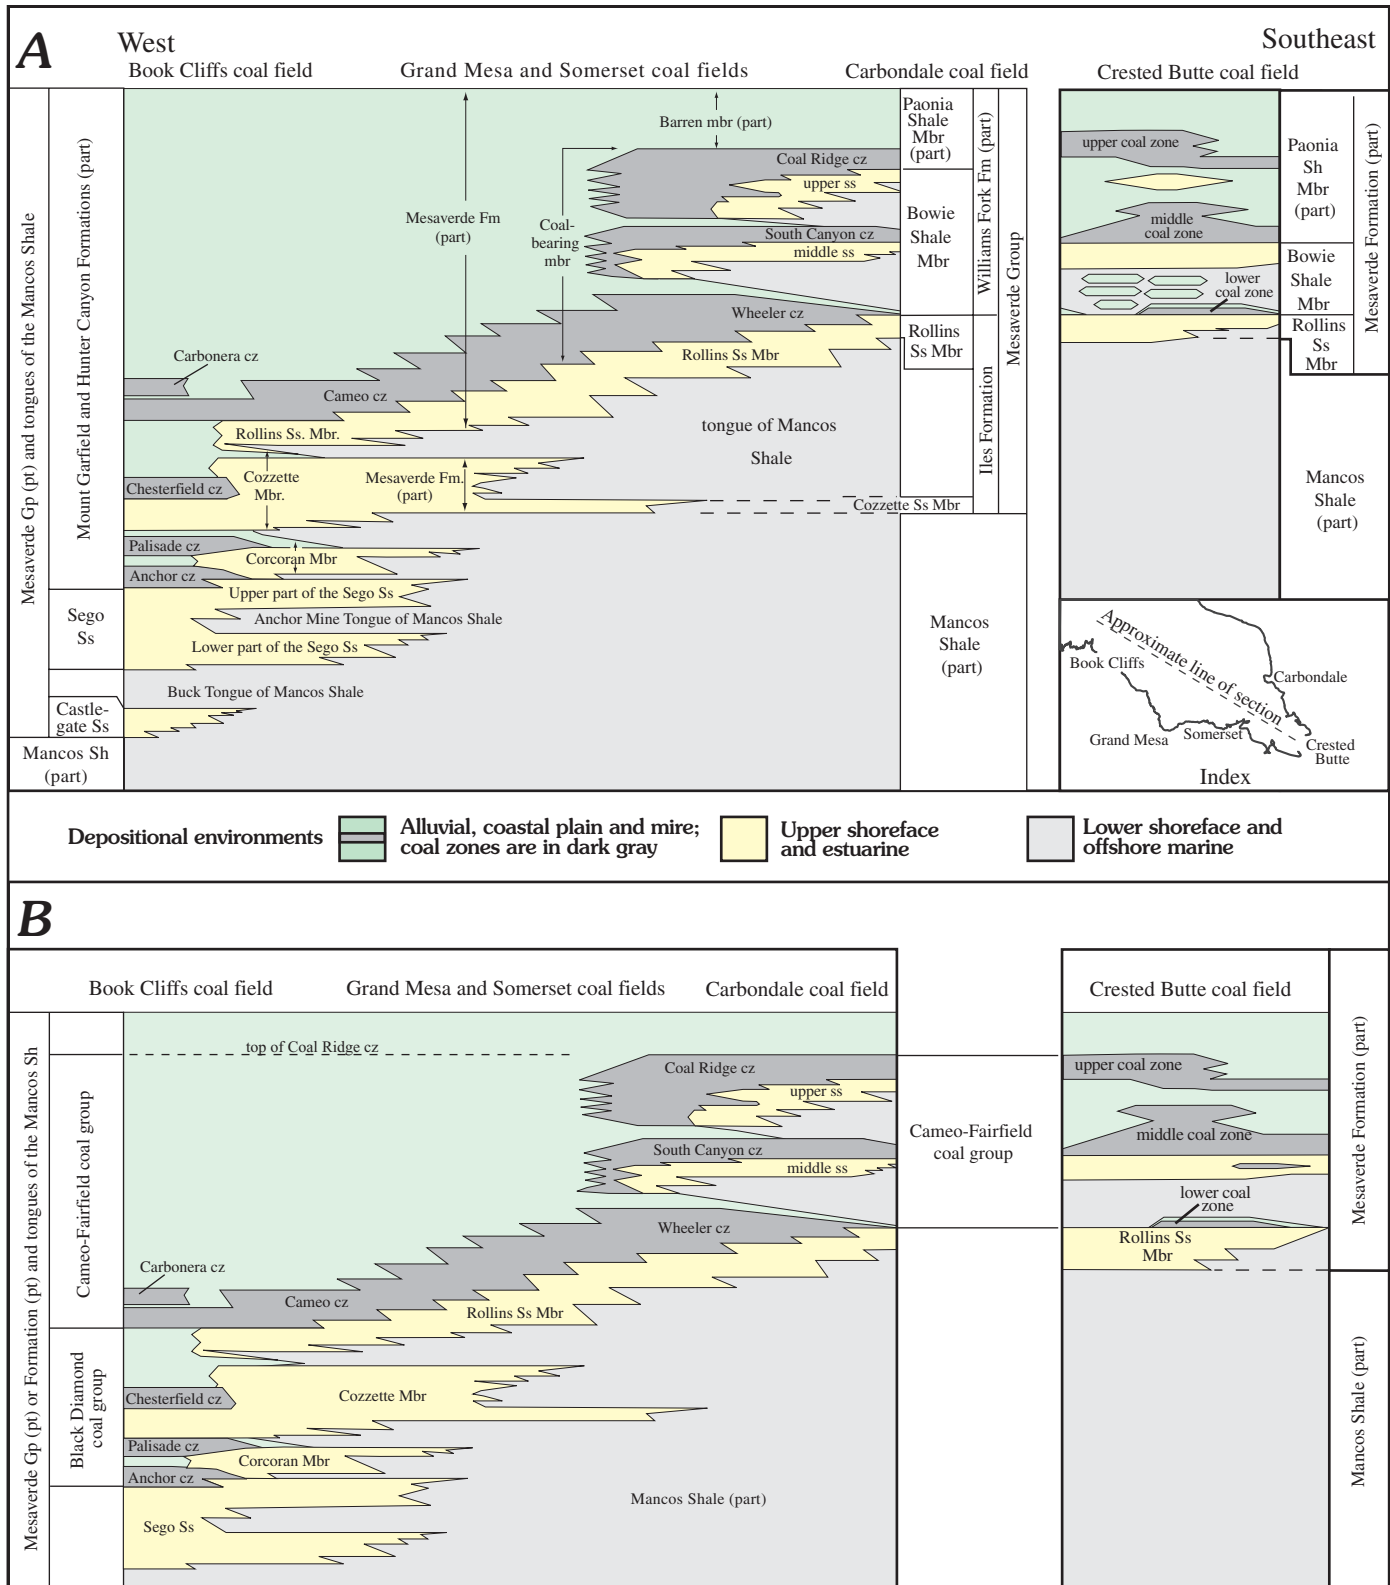 A
West
Southeast
Book Cliffs coal field
Grand Mesa and Somerset coal fields
Carbondale coal field
Crested Butte coal field
Mesaverde Gp (pt) and tongues of the Mancos Shale
Mount Garfield and Hunter Canyon Formations (part)
Sego
Ss
Castle-
gate Ss
Mancos Sh
(part)
Barren mbr (part)
Coal Ridge cz
upper ss
Mesaverde Fm
(part)
Coal-
bearing
mbr
South Canyon cz
middle ss
Wheeler cz
Carbonera cz
Rollins Ss Mbr
Cameo cz
Rollins Ss. Mbr.
tongue of Mancos
Shale
Cozzette
Mbr.
Mesaverde Fm.
(part)
Chesterfield cz
Cozzette Ss Mbr
Palisade cz
Corcoran Mbr
Anchor cz
Upper part of the Sego Ss
Anchor Mine Tongue of Mancos Shale
Lower part of the Sego Ss
Buck Tongue of Mancos Shale
Paonia
Shale
Mbr
(part)
Bowie
Shale
Mbr
Rollins
Ss Mbr
Williams Fork Fm (part)
Iles Formation
Mesaverde Group
Mancos
Shale
(part)
upper coal zone
middle
coal zone
lower
coal zone
Paonia
Sh
Mbr
(part)
Bowie
Shale
Mbr
Rollins
Ss
Mbr
Mesaverde Formation (part)
Mancos
Shale
(part)
Approximate line of section
Book Cliffs
Carbondale
Grand Mesa
Somerset
Crested
Butte
Index
Depositional environments
Alluvial, coastal plain and mire;
coal zones are in dark gray
Upper shoreface
and estuarine
Lower shoreface and
offshore marine
B
Book Cliffs coal field
Grand Mesa and Somerset coal fields
Carbondale coal field
Crested Butte coal field
Mesaverde Gp (pt) or Formation (pt) and tongues of the Mancos Sh
Cameo-Fairfield coal group
Black Diamond
coal group
top of Coal Ridge cz
Coal Ridge cz
upper ss
South Canyon cz
middle ss
Wheeler cz
Carbonera cz
Cameo cz
Rollins Ss Mbr
Chesterfield cz
Cozzette Mbr
Palisade cz
Corcoran Mbr
Anchor cz
Mancos Shale (part)
Sego Ss
Cameo-Fairfield
coal group
upper coal zone
middle coal zone
lower coal
zone
Rollins Ss
Mbr
Mesaverde Formation (part)
Mancos Shale (part)